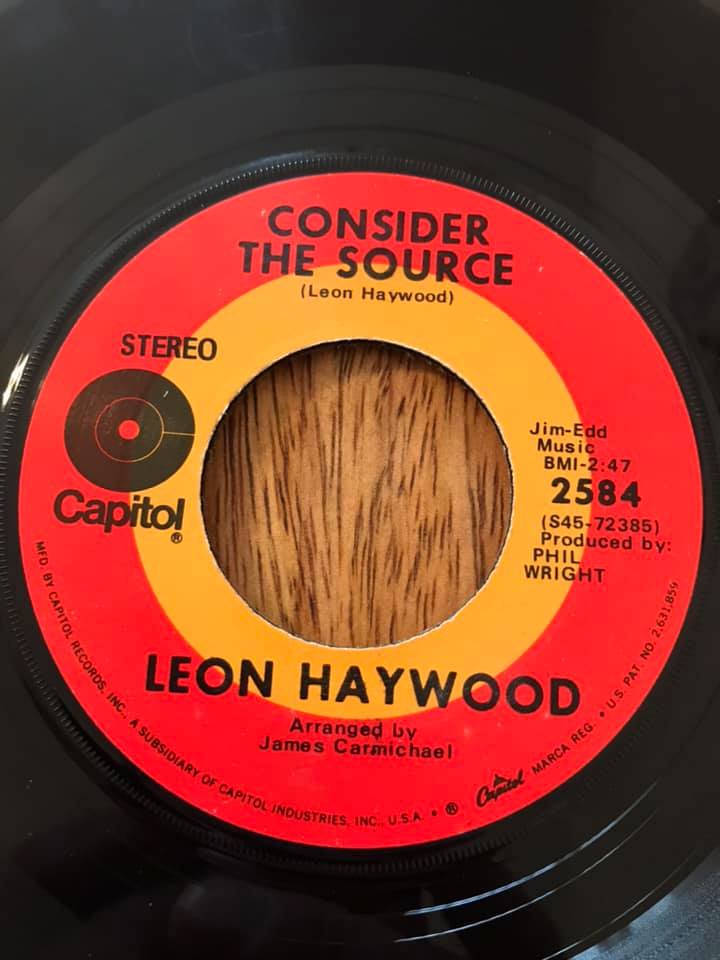 CONSIDER
THE SOURCE
(Leon Haywood)
STEREO
Capitol
®
Jim-Edd
Music
BMI-2:47
2584
(S45-72385)
Produced by:
PHIL
WRIGHT
LEON HAYWOOD
Arranged by
James Carmichael
MFD. BY CAPITOL RECORDS, INC., A SUBSIDIARY OF CAPITOL INDUSTRIES, INC., U.S.A. • ® Capitol MARCA REG. • U.S. PAT. NO. 2,631,859